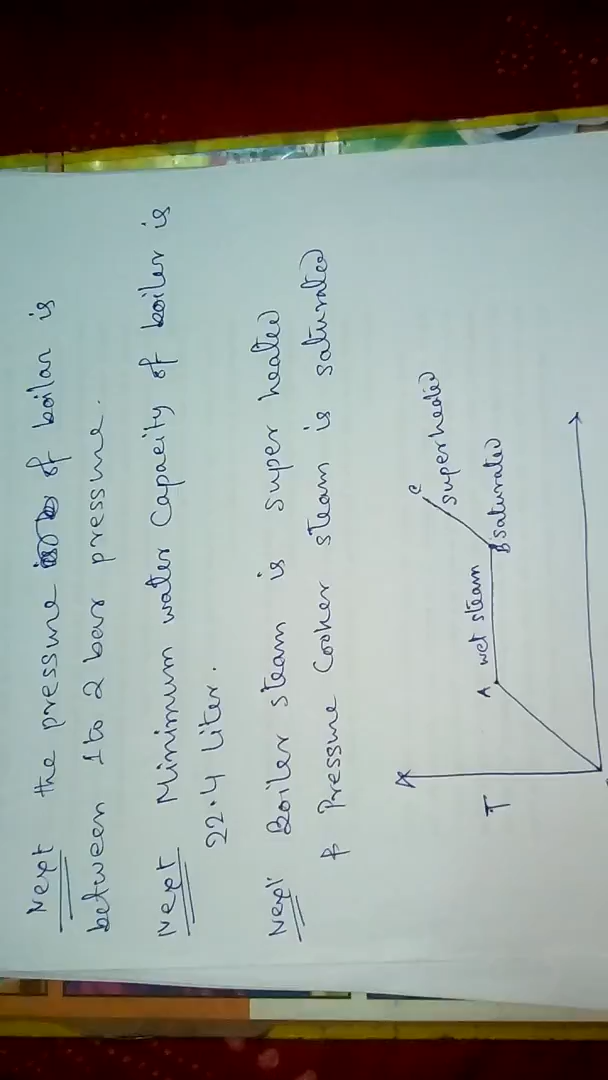 Next the pressure of boilar is
between 1 to 2 bar pressure.
Next Minimum water Capacity of boiler is
22.4 Liter.
Next Boiler steam is super heated
& Pressure Cooker steam is saturated
T
A
wet steam
B
saturated
C
superheated